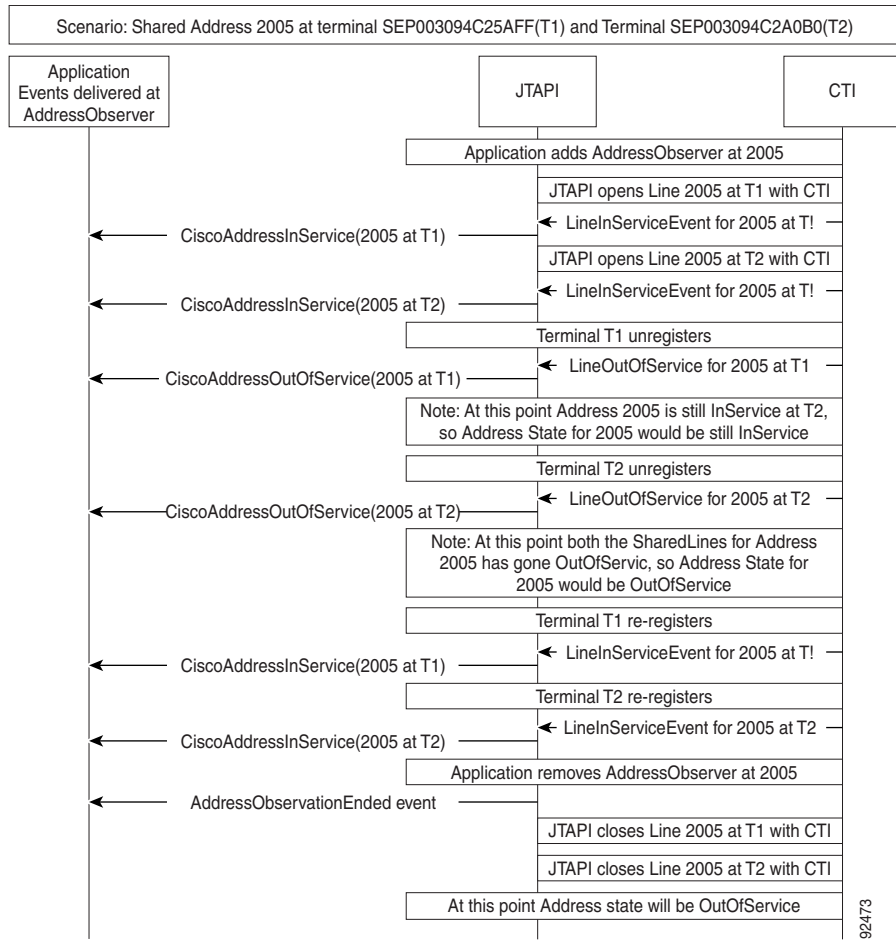 Scenario: Shared Address 2005 at terminal SEP003094C25AFF(T1) and Terminal SEP003094C2A0B0(T2)
Application
Events delivered at
AddressObserver
JTAPI
CTI
Application adds AddressObserver at 2005
JTAPI opens Line 2005 at T1 with CTI
LineInServiceEvent for 2005 at T!
CiscoAddressInService(2005 at T1)
JTAPI opens Line 2005 at T2 with CTI
LineInServiceEvent for 2005 at T!
CiscoAddressInService(2005 at T2)
Terminal T1 unregisters
LineOutOfService for 2005 at T1
CiscoAddressOutOfService(2005 at T1)
Note: At this point Address 2005 is still InService at T2,
so Address State for 2005 would be still InService
Terminal T2 unregisters
LineOutOfService for 2005 at T2
CiscoAddressOutOfService(2005 at T2)
Note: At this point both the SharedLines for Address
2005 has gone OutOfServic, so Address State for
2005 would be OutOfService
Terminal T1 re-registers
LineInServiceEvent for 2005 at T!
CiscoAddressInService(2005 at T1)
Terminal T2 re-registers
LineInServiceEvent for 2005 at T2
CiscoAddressInService(2005 at T2)
Application removes AddressObserver at 2005
AddressObservationEnded event
JTAPI closes Line 2005 at T1 with CTI
JTAPI closes Line 2005 at T2 with CTI
At this point Address state will be OutOfService
92473